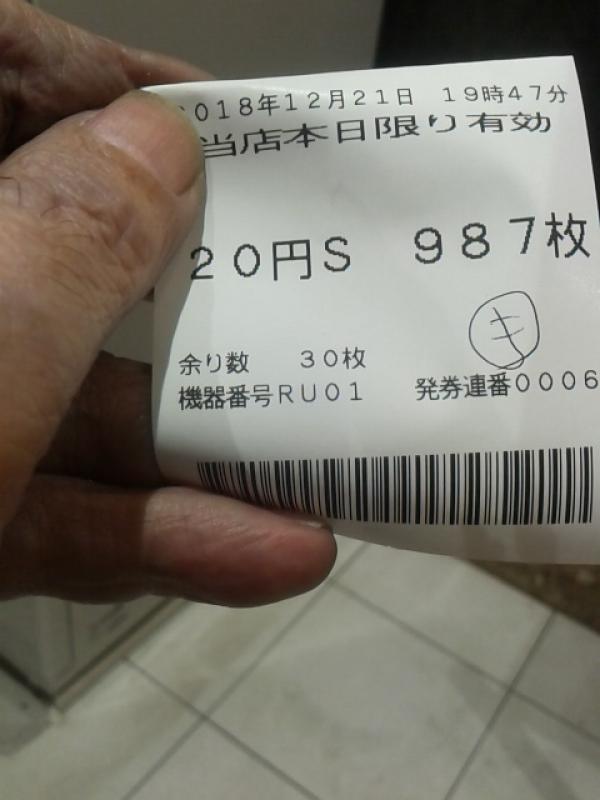 2018年12月21日 19時47分
当店本日限り有効
20円S 987枚
キ
余り数 30枚
機器番号RU01 発券連番0006